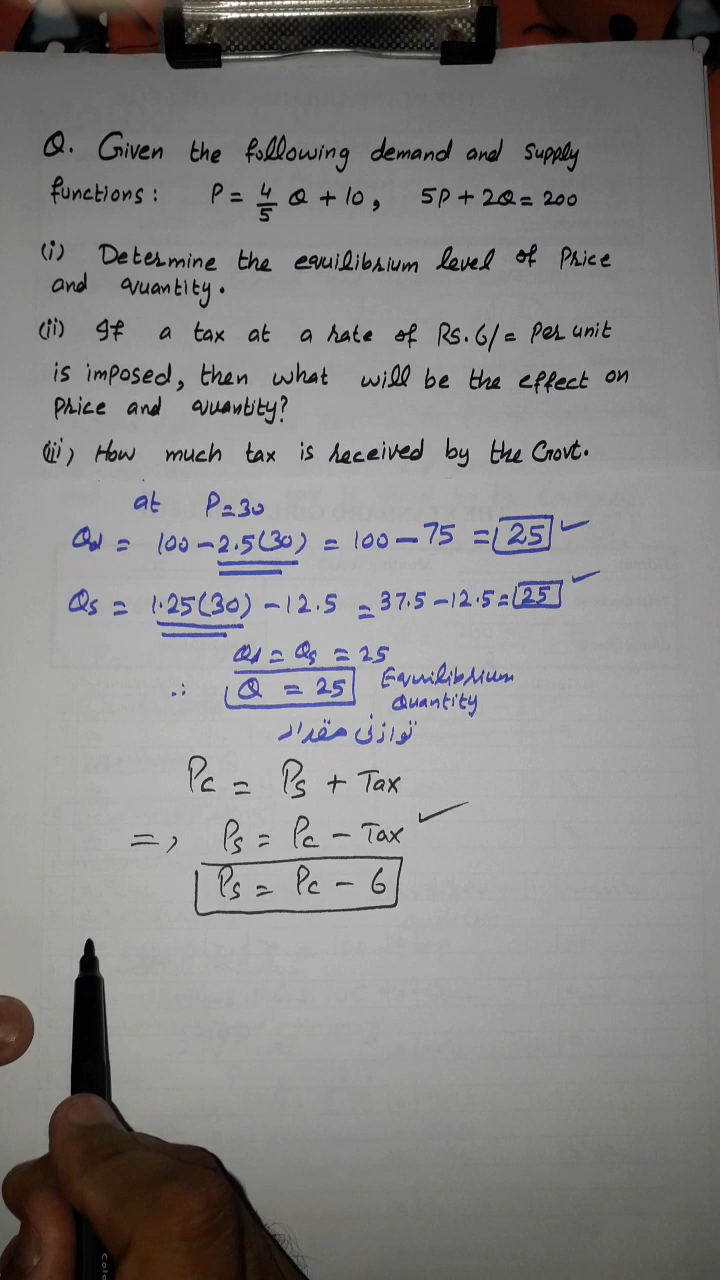 Q. Given the following demand and supply
functions: P = 4/5 Q + 10, 5P + 2Q = 200
(i) Determine the equilibrium level of Price
and quantity.
(ii) If a tax at a rate of Rs. 6/= Per unit
is imposed, then what will be the effect on
Price and quantity?
(iii) How much tax is received by the Govt.
at P = 30
Qd = 100 - 2.5(30) = 100 - 75 = 25 ✓
Qs = 1.25(30) - 12.5 = 37.5 - 12.5 = 25 ✓
Qd = Qs = 25
∴ Q = 25 Equilibrium
Quantity
توازنی مقدار
Pc = Ps + Tax
=> Ps = Pc - Tax ✓
Ps = Pc - 6